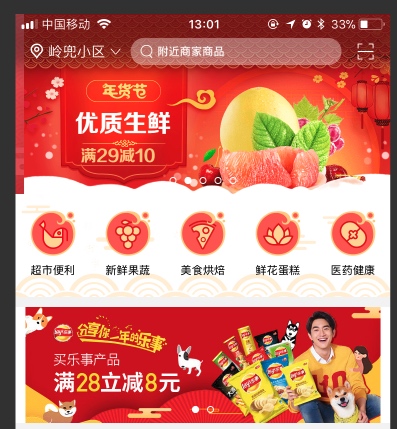 中国移动 13:01 33%
岭兜小区 附近商家商品
年货节
优质生鲜
满29减10
超市便利 新鲜果蔬 美食烘焙 鲜花蛋糕 医药健康
分享你一年的乐事
买乐事产品
满28立减8元